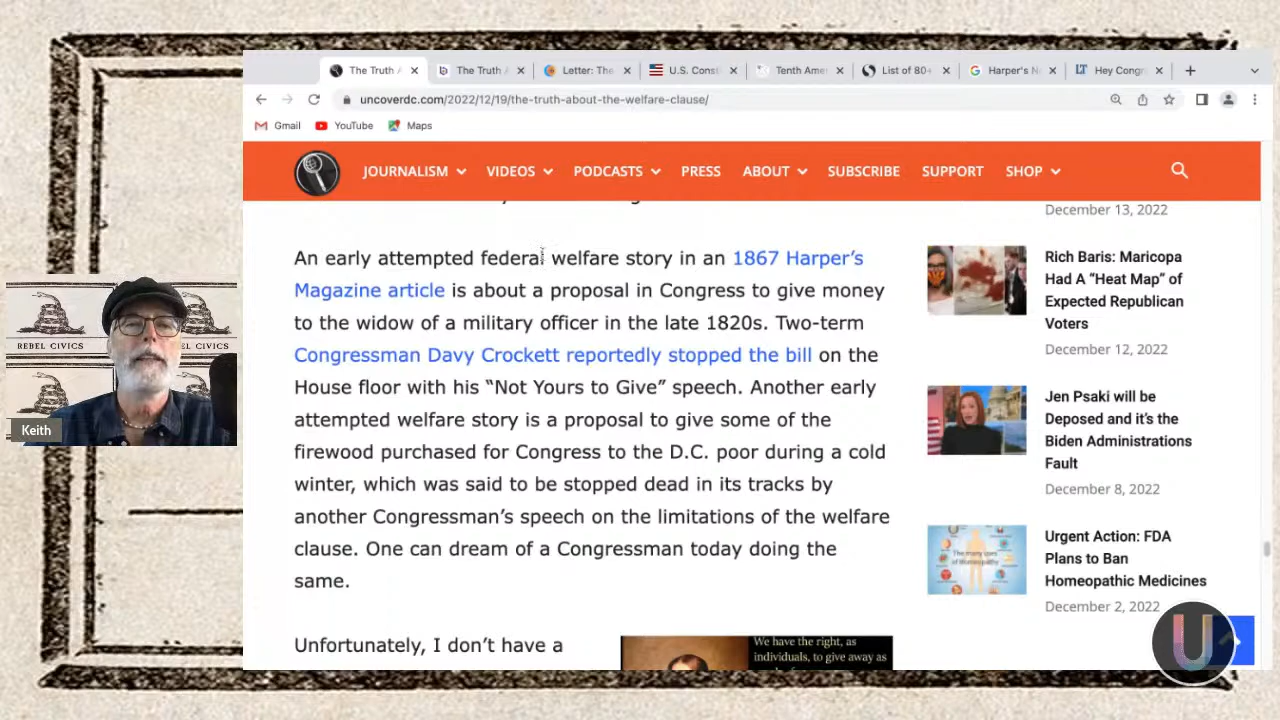 The Truth A
The Truth A
Letter: The
U.S. Consti
Tenth Amer
List of 80+
Harper's N
Hey Congr
uncoverdc.com/2022/12/19/the-truth-about-the-welfare-clause/
Gmail
YouTube
Maps
JOURNALISM
VIDEOS
PODCASTS
PRESS
ABOUT
SUBSCRIBE
SUPPORT
SHOP
An early attempted federal welfare story in an 1867 Harper's
Magazine article is about a proposal in Congress to give money
to the widow of a military officer in the late 1820s. Two-term
Congressman Davy Crockett reportedly stopped the bill on the
House floor with his “Not Yours to Give” speech. Another early
attempted welfare story is a proposal to give some of the
firewood purchased for Congress to the D.C. poor during a cold
winter, which was said to be stopped dead in its tracks by
another Congressman's speech on the limitations of the welfare
clause. One can dream of a Congressman today doing the
same.
Unfortunately, I don't have a
We have the right, as
individuals, to give away as
December 13, 2022
Rich Baris: Maricopa
Had A “Heat Map” of
Expected Republican
Voters
December 12, 2022
Jen Psaki will be
Deposed and it's the
Biden Administrations
Fault
December 8, 2022
Urgent Action: FDA
Plans to Ban
Homeopathic Medicines
December 2, 2022
REBEL CIVICS
EL CIVICS
Keith
U